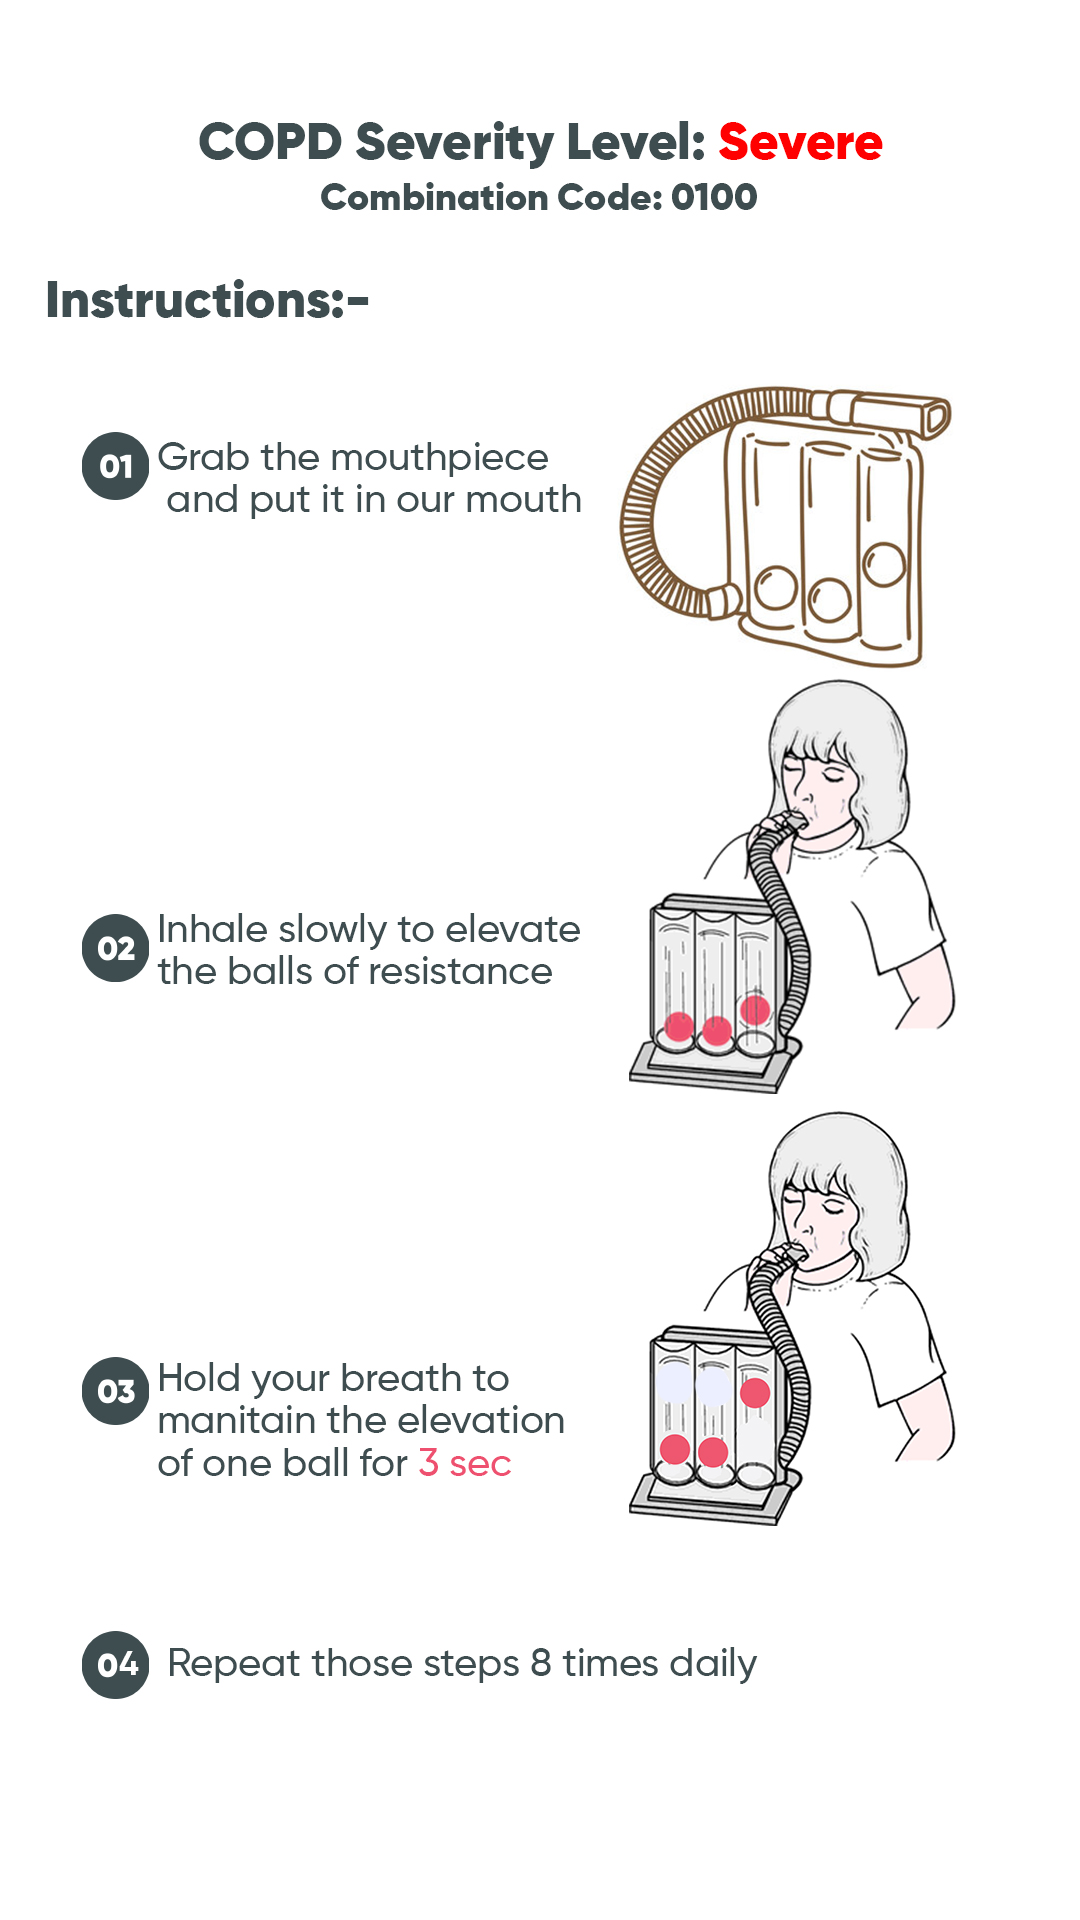 COPD Severity Level: Severe
Combination Code: 0100
Instructions:-
01 Grab the mouthpiece
and put it in our mouth
02 Inhale slowly to elevate
the balls of resistance
03 Hold your breath to
manitain the elevation
of one ball for 3 sec
04 Repeat those steps 8 times daily